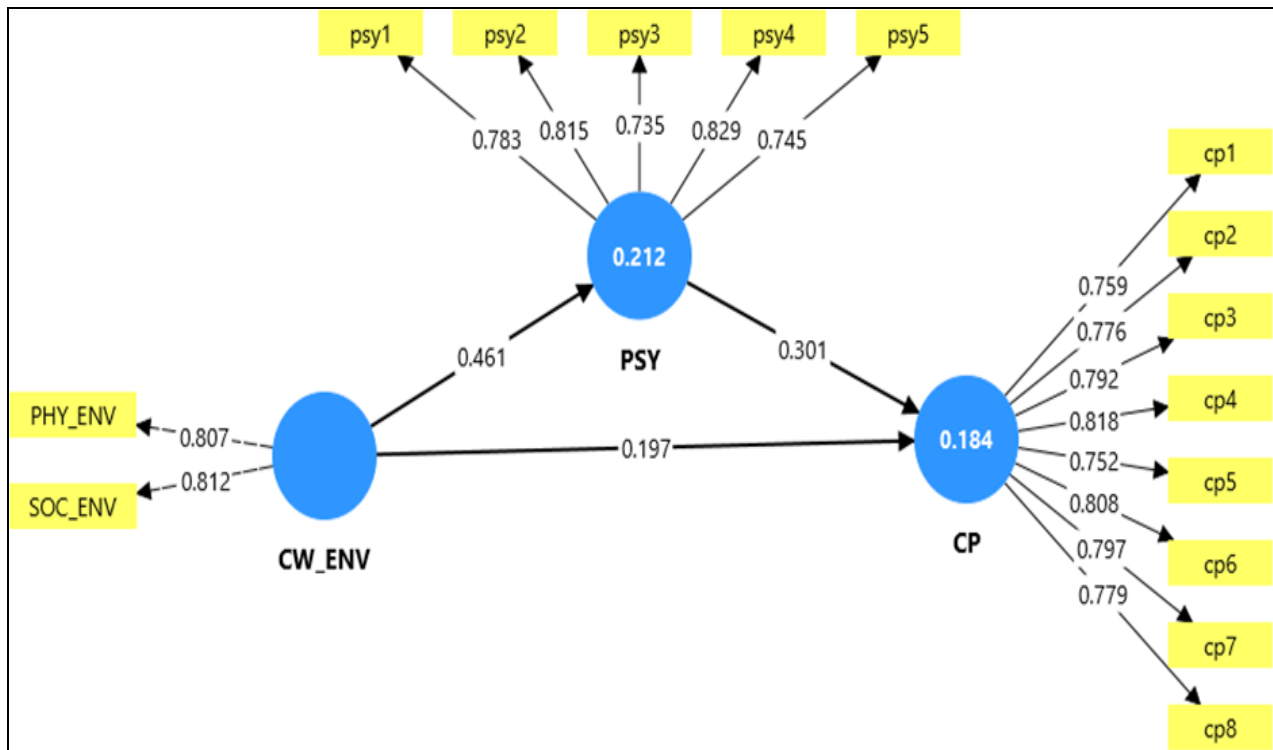 psy1 psy2 psy3 psy4 psy5
0.783 0.815 0.735 0.829 0.745
cp1
cp2
0.759
0.776
cp3
0.792
cp4
0.818
0.752
cp5
0.808
cp6
0.797
0.779
cp7
cp8
0.212
PSY
0.461
0.301
0.197
PHY_ENV
0.807
0.812
SOC_ENV
CW_ENV
0.184
CP